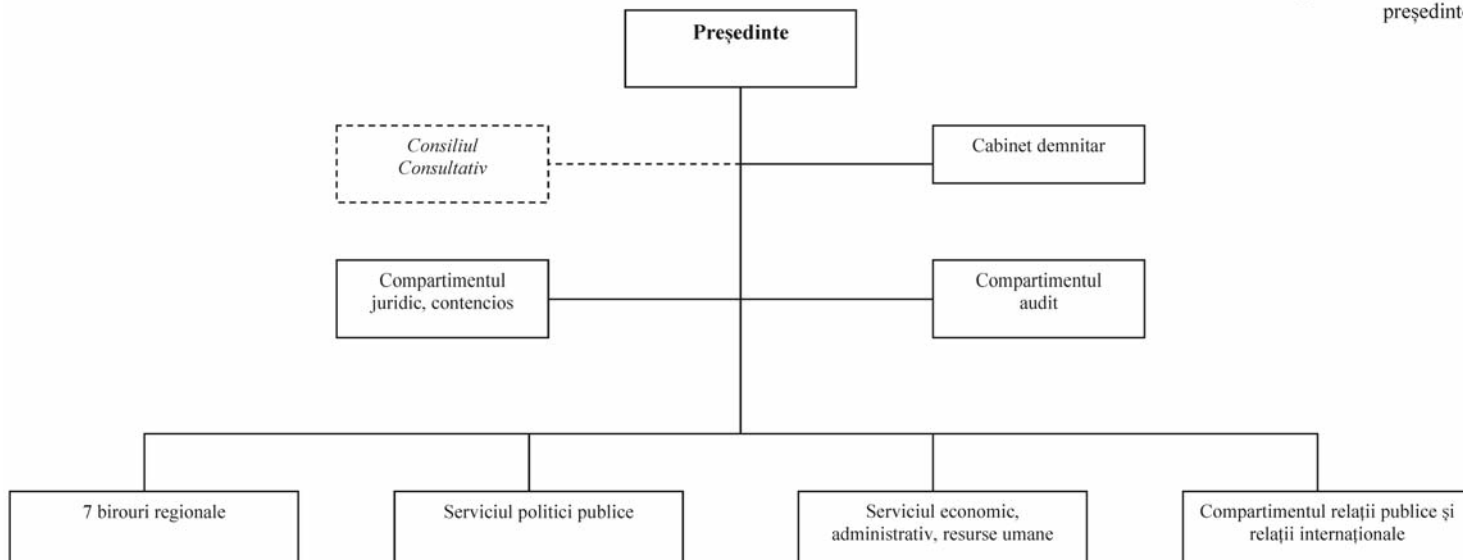 președinte
Președinte
Consiliul
Consultativ
Cabinet demnitar
Compartimentul
juridic, contencios
Compartimentul
audit
7 birouri regionale
Serviciul politici publice
Serviciul economic,
administrativ, resurse umane
Compartimentul relații publice și
relații internaționale